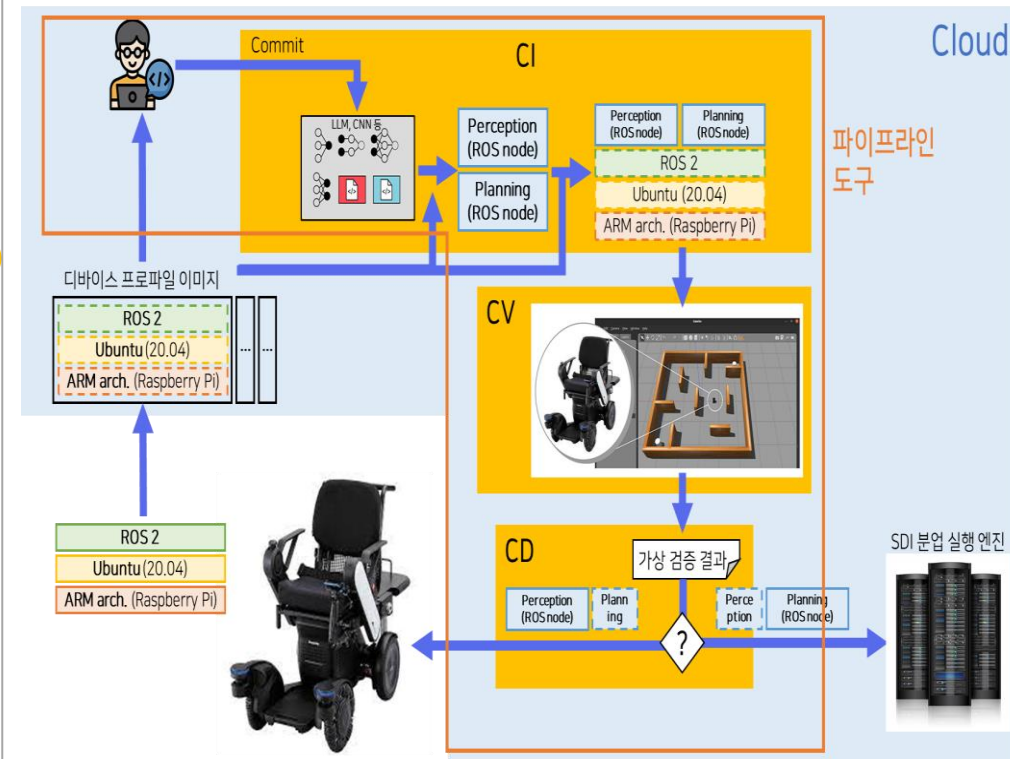 Cloud
Commit
CI
LLM, CNN 등
</>
</>
</>
Perception
(ROS node)
Planning
(ROS node)
Perception
(ROS node)
Planning
(ROS node)
ROS 2
Ubuntu (20.04)
ARM arch. (Raspberry Pi)
파이프라인
도구
디바이스 프로파일 이미지
ROS 2
Ubuntu (20.04)
ARM arch. (Raspberry Pi)
...
...
CV
ROS 2
Ubuntu (20.04)
ARM arch. (Raspberry Pi)
CD
가상 검증 결과
Perception
(ROS node)
Plann
ing
Perce
ption
Planning
(ROS node)
?
SDI 분업 실행 엔진